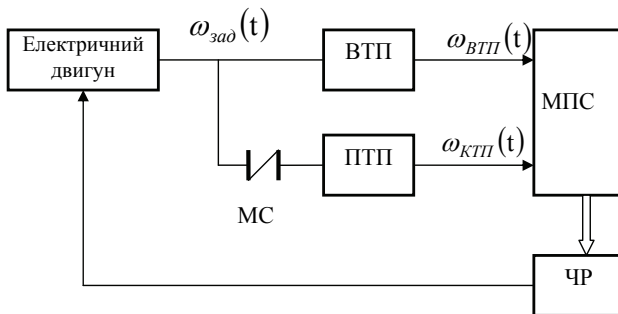 Електричний
двигун
ω_зад(t)
ВТП
ω_ВТП(t)
МПС
МС
ПТП
ω_КТП(t)
ЧР